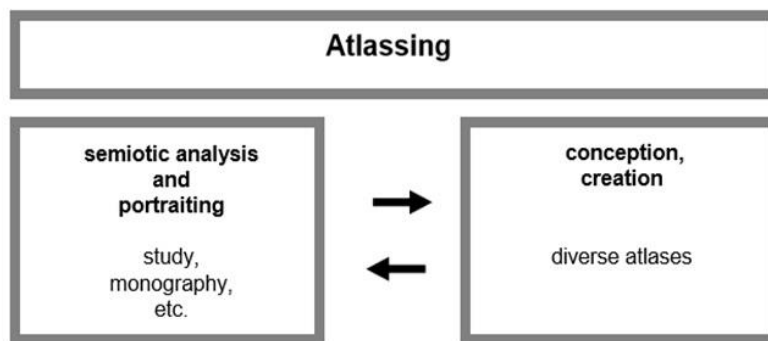 Atlassing
semiotic analysis
and
portraiting
study,
monography,
etc.
conception,
creation
diverse atlases